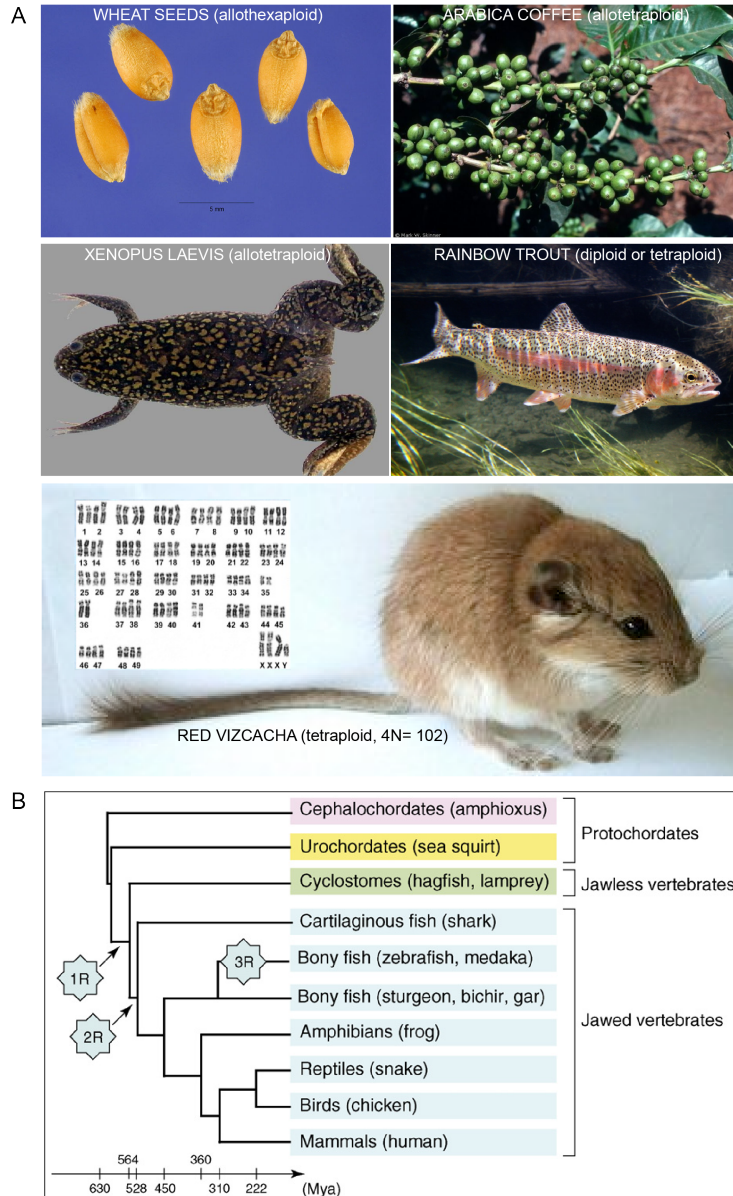 A
WHEAT SEEDS (allohexaploid)
5 mm
ARABICA COFFEE (allotetraploid)
© Mark W. Skinner
XENOPUS LAEVIS (allotetraploid)
RAINBOW TROUT (diploid or tetraploid)
1 2 3 4 5 6 7 8 9 10 11 12
13 14 15 16 17 18 19 20 21 22 23 24
25 26 27 28 29 30 31 32 33 34 35
36 37 38 39 40 41 42 43 44 45
46 47 48 49 X X X Y
RED VIZCACHA (tetraploid, 4N= 102)
B
Cephalochordates (amphioxus)
Urochordates (sea squirt)
Protochordates
Cyclostomes (hagfish, lamprey)
Jawless vertebrates
Cartilaginous fish (shark)
Bony fish (zebrafish, medaka)
Bony fish (sturgeon, bichir, gar)
Amphibians (frog)
Reptiles (snake)
Birds (chicken)
Mammals (human)
Jawed vertebrates
1R
2R
3R
564 360
630 528 450 310 222 (Mya)